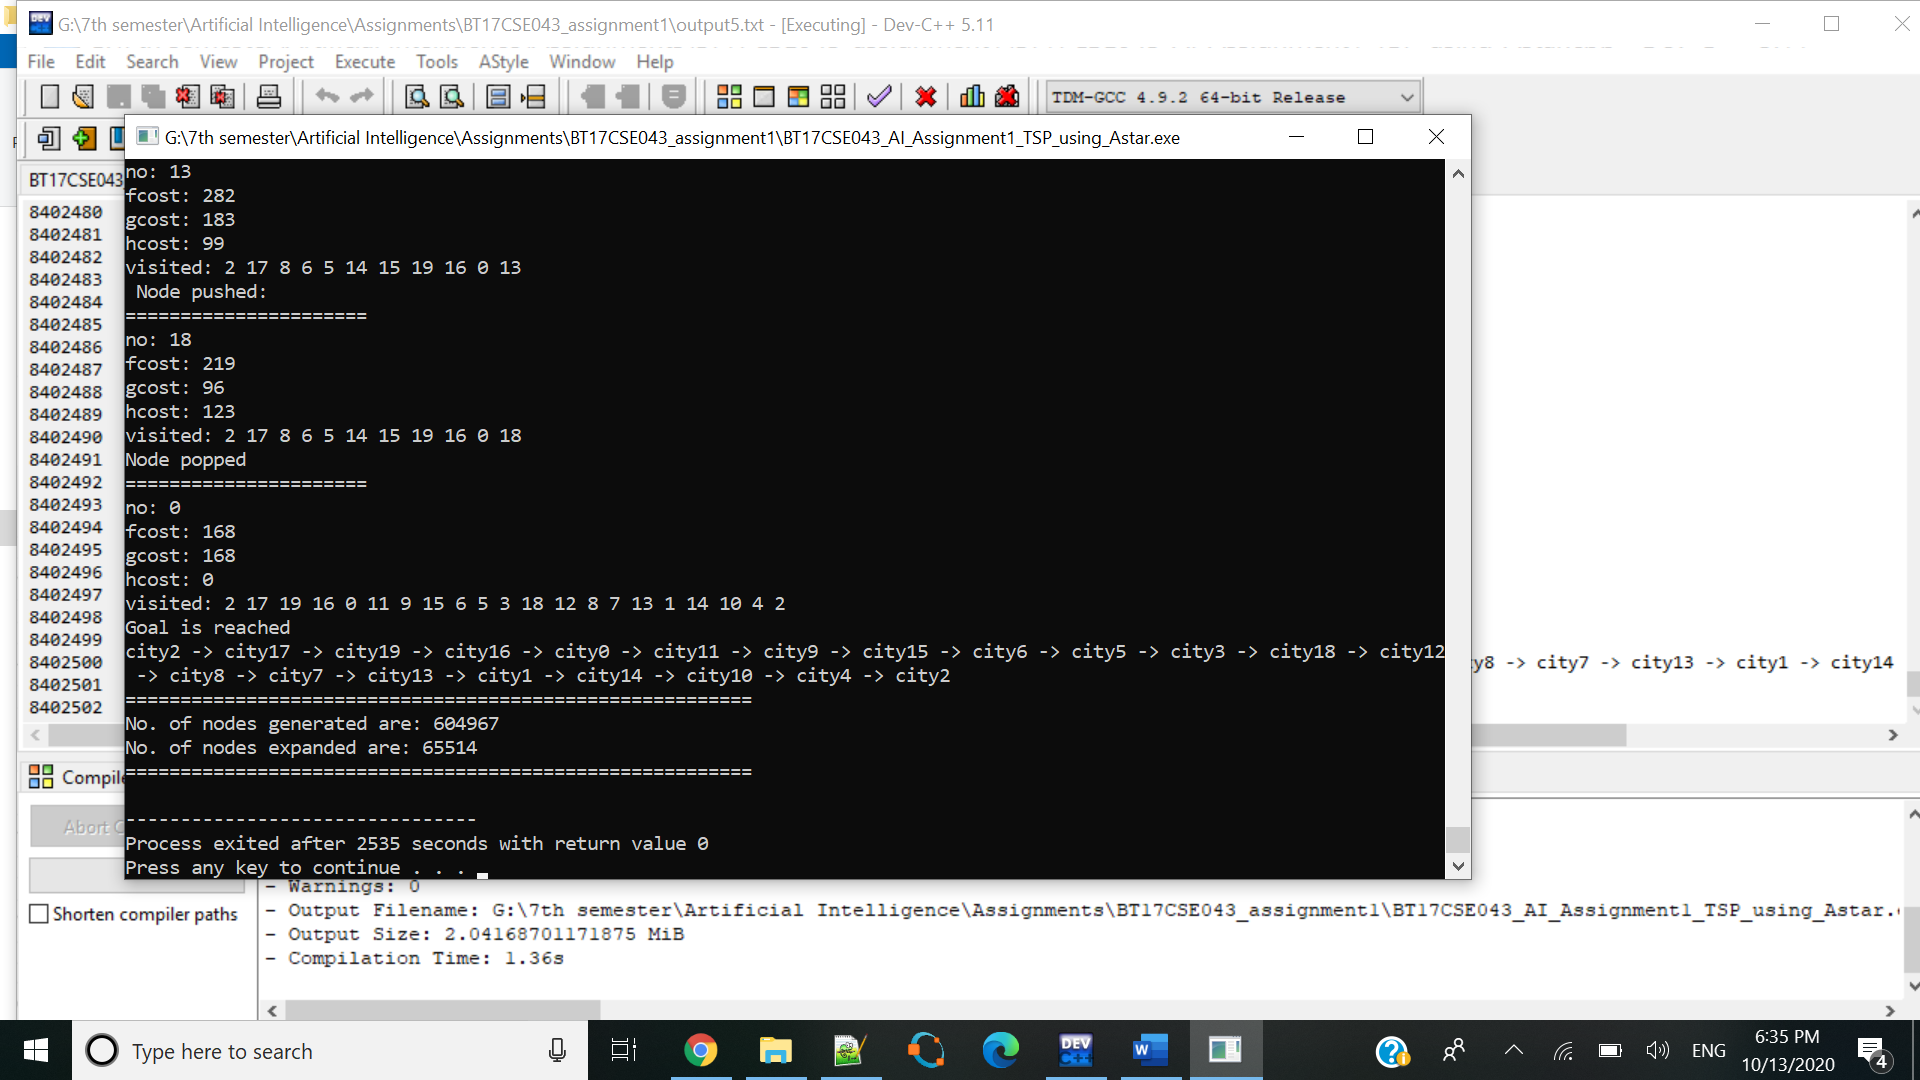 G:\7th semester\Artificial Intelligence\Assignments\BT17CSE043_assignment1\output5.txt - [Executing] - Dev-C++ 5.11
File Edit Search View Project Execute Tools AStyle Window Help
TDM-GCC 4.9.2 64-bit Release
G:\7th semester\Artificial Intelligence\Assignments\BT17CSE043_assignment1\BT17CSE043_AI_Assignment1_TSP_using_Astar.exe
BT17CSE043
8402480
8402481
8402482
8402483
8402484
8402485
8402486
8402487
8402488
8402489
8402490
8402491
8402492
8402493
8402494
8402495
8402496
8402497
8402498
8402499
8402500
8402501
8402502
no: 13
fcost: 282
gcost: 183
hcost: 99
visited: 2 17 8 6 5 14 15 19 16 0 13
Node pushed:
======================
no: 18
fcost: 219
gcost: 96
hcost: 123
visited: 2 17 8 6 5 14 15 19 16 0 18
Node popped
======================
no: 0
fcost: 168
gcost: 168
hcost: 0
visited: 2 17 19 16 0 11 9 15 6 5 3 18 12 8 7 13 1 14 10 4 2
Goal is reached
city2 -> city17 -> city19 -> city16 -> city0 -> city11 -> city9 -> city15 -> city6 -> city5 -> city3 -> city18 -> city12
-> city8 -> city7 -> city13 -> city1 -> city14 -> city10 -> city4 -> city2
=========================================================
No. of nodes generated are: 604967
No. of nodes expanded are: 65514
=========================================================
--------------------------------
Process exited after 2535 seconds with return value 0
Press any key to continue . . .
y8 -> city7 -> city13 -> city1 -> city14
Compile
Abort C
Shorten compiler paths
- Warnings: 0
- Output Filename: G:\7th semester\Artificial Intelligence\Assignments\BT17CSE043_assignment1\BT17CSE043_AI_Assignment1_TSP_using_Astar.
- Output Size: 2.04168701171875 MiB
- Compilation Time: 1.36s
Type here to search
DEV C++
W
ENG
6:35 PM
10/13/2020
4